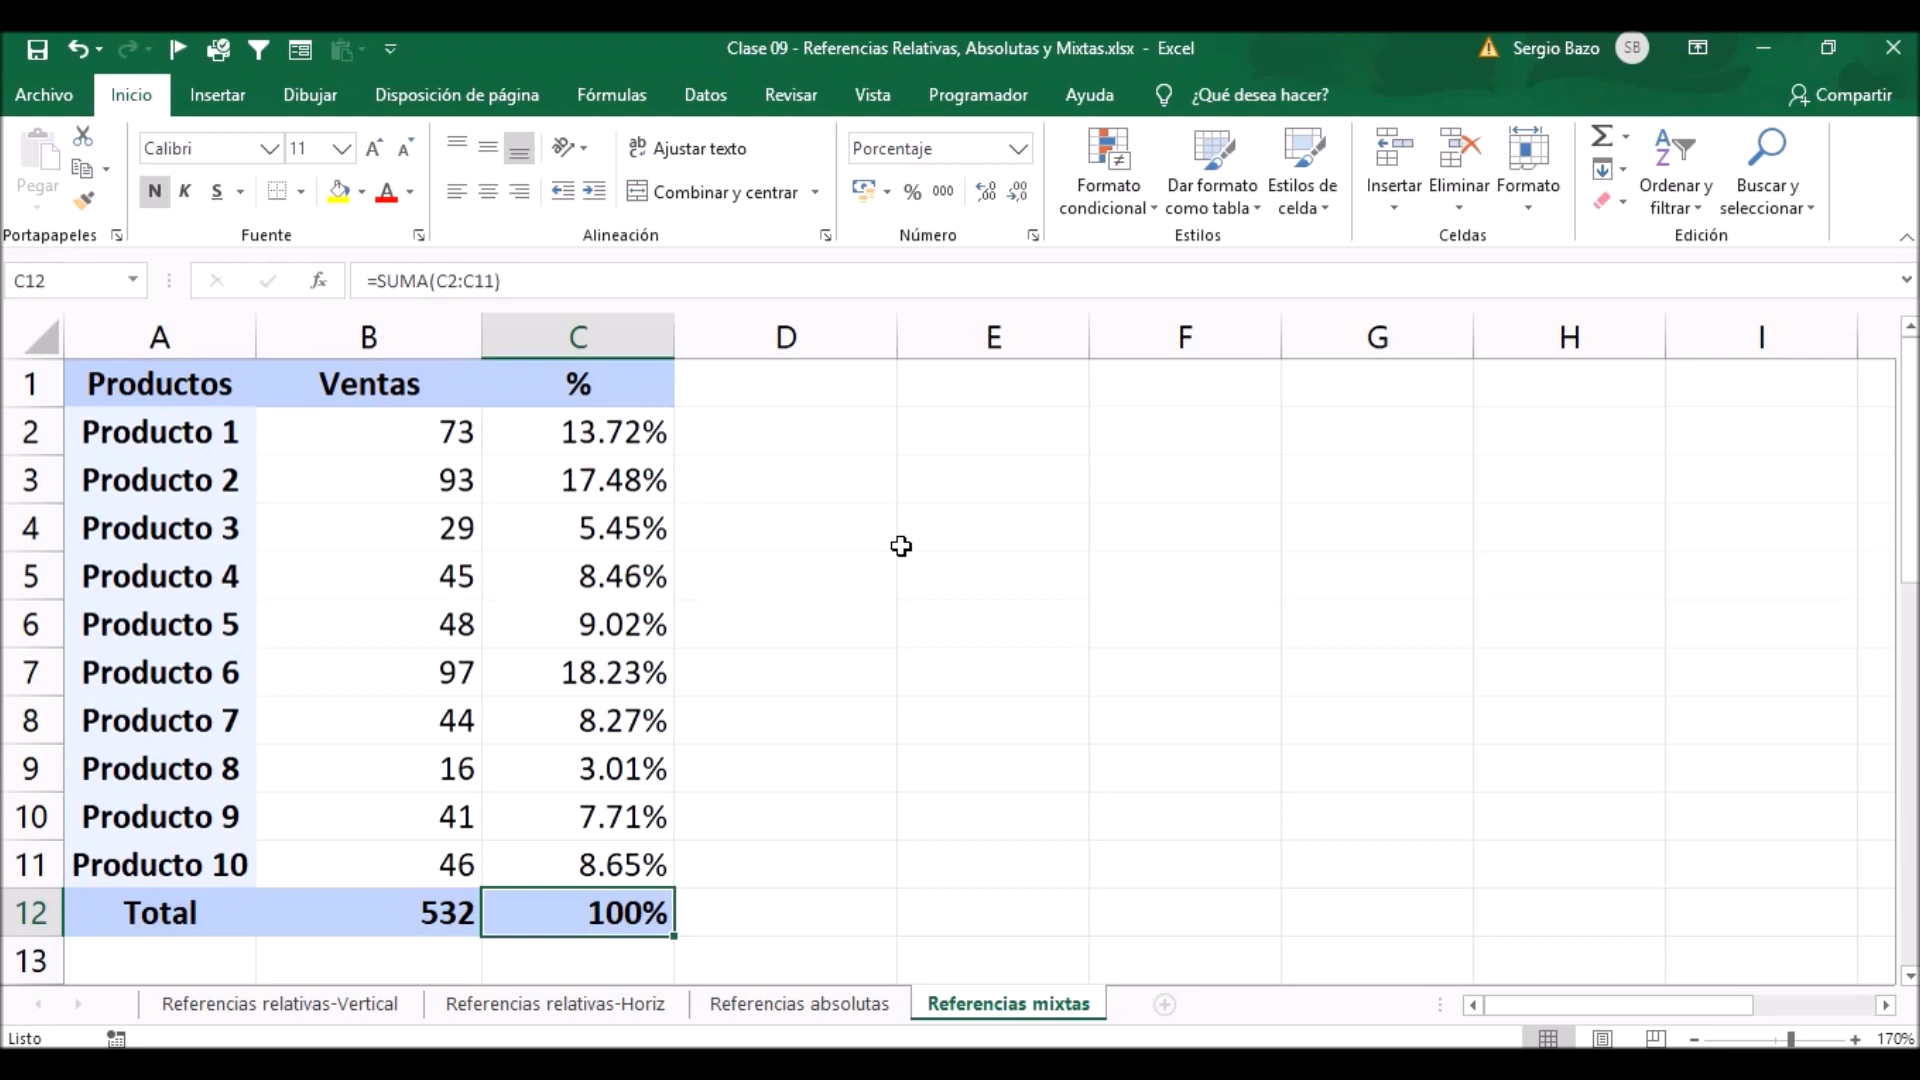 Clase 09 - Referencias Relativas, Absolutas y Mixtas.xlsx - Excel
Sergio Bazo SB
Archivo Inicio Insertar Dibujar Disposición de página Fórmulas Datos Revisar Vista Programador Ayuda ¿Qué desea hacer? Compartir
Pegar
Calibri 11
N K S
Ajustar texto
Combinar y centrar
Porcentaje
% 000
Formato condicional
Dar formato como tabla
Estilos de celda
Insertar Eliminar Formato
Ordenar y filtrar
Buscar y seleccionar
Portapapeles Fuente Alineación Número Estilos Celdas Edición
C12 fx =SUMA(C2:C11)
A B C D E F G H I
1 Productos Ventas %
2 Producto 1 73 13.72%
3 Producto 2 93 17.48%
4 Producto 3 29 5.45%
5 Producto 4 45 8.46%
6 Producto 5 48 9.02%
7 Producto 6 97 18.23%
8 Producto 7 44 8.27%
9 Producto 8 16 3.01%
10 Producto 9 41 7.71%
11 Producto 10 46 8.65%
12 Total 532 100%
13
Referencias relativas-Vertical Referencias relativas-Horiz Referencias absolutas Referencias mixtas
Listo 170%